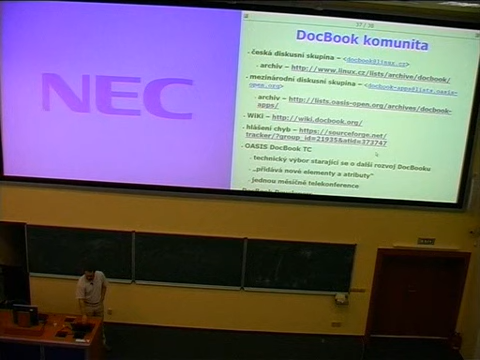 NEC
37 / 38
DocBook komunita
česká diskusní skupina – <docbook@linux.cz>
archiv – http://www.linux.cz/lists/archive/docbook/
mezinárodní diskusní skupina – <docbook-apps@lists.oasis-
open.org>
archiv – http://lists.oasis-open.org/archives/docbook-
apps/
Wiki – http://wiki.docbook.org/
hlášení chyb – https://sourceforge.net/
tracker/?group_id=21935&atid=373747
OASIS DocBook TC
technický výbor starající se o další rozvoj DocBooku
„přidává nové elementy a atributy“
jednou měsíčně telekonference